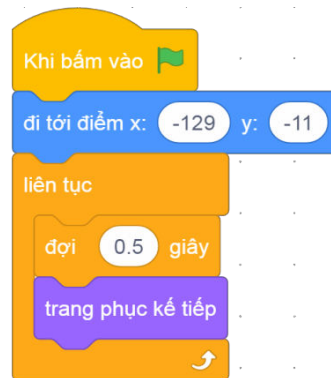 Khi bấm vào
đi tới điểm x: -129 y: -11
liên tục
đợi 0.5 giây
trang phục kế tiếp